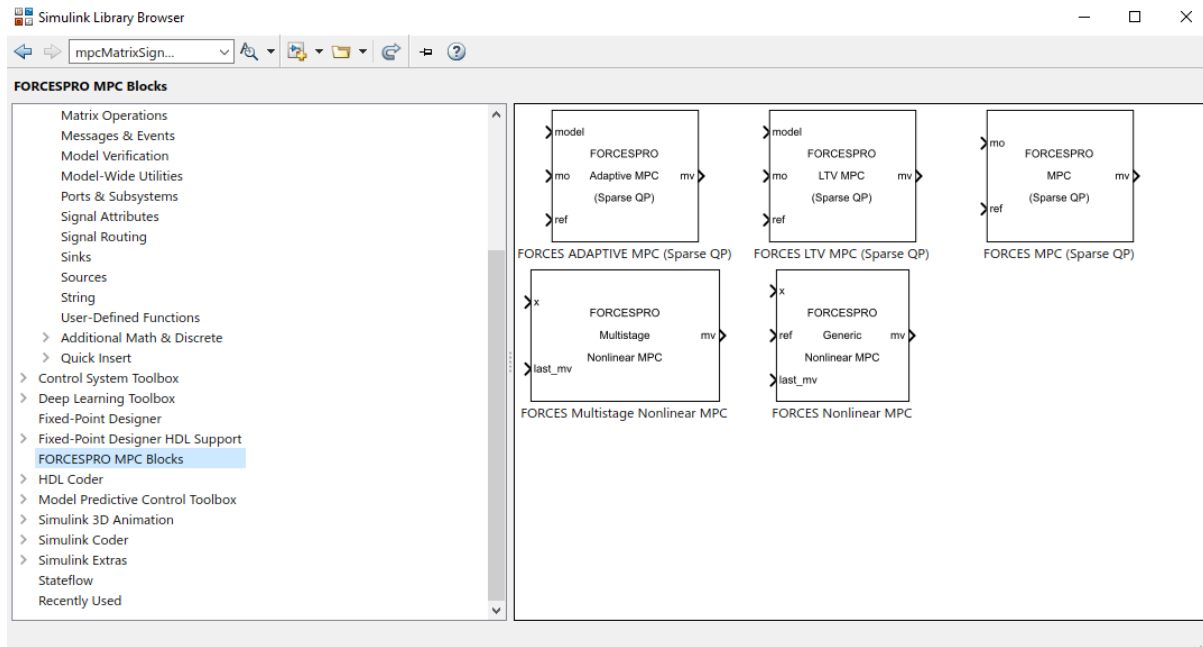 Simulink Library Browser
mpcMatrixSign...
FORCESPRO MPC Blocks
Matrix Operations
Messages & Events
Model Verification
Model-Wide Utilities
Ports & Subsystems
Signal Attributes
Signal Routing
Sinks
Sources
String
User-Defined Functions
Additional Math & Discrete
Quick Insert
Control System Toolbox
Deep Learning Toolbox
Fixed-Point Designer
Fixed-Point Designer HDL Support
FORCESPRO MPC Blocks
HDL Coder
Model Predictive Control Toolbox
Simulink 3D Animation
Simulink Coder
Simulink Extras
Stateflow
Recently Used
model
FORCESPRO
mo Adaptive MPC mv
(Sparse QP)
ref
FORCES ADAPTIVE MPC (Sparse QP)
model
FORCESPRO
mo LTV MPC mv
(Sparse QP)
ref
FORCES LTV MPC (Sparse QP)
mo
FORCESPRO
MPC mv
(Sparse QP)
ref
FORCES MPC (Sparse QP)
x
FORCESPRO
Multistage mv
Nonlinear MPC
last_mv
FORCES Multistage Nonlinear MPC
x
FORCESPRO
ref Generic mv
Nonlinear MPC
last_mv
FORCES Nonlinear MPC